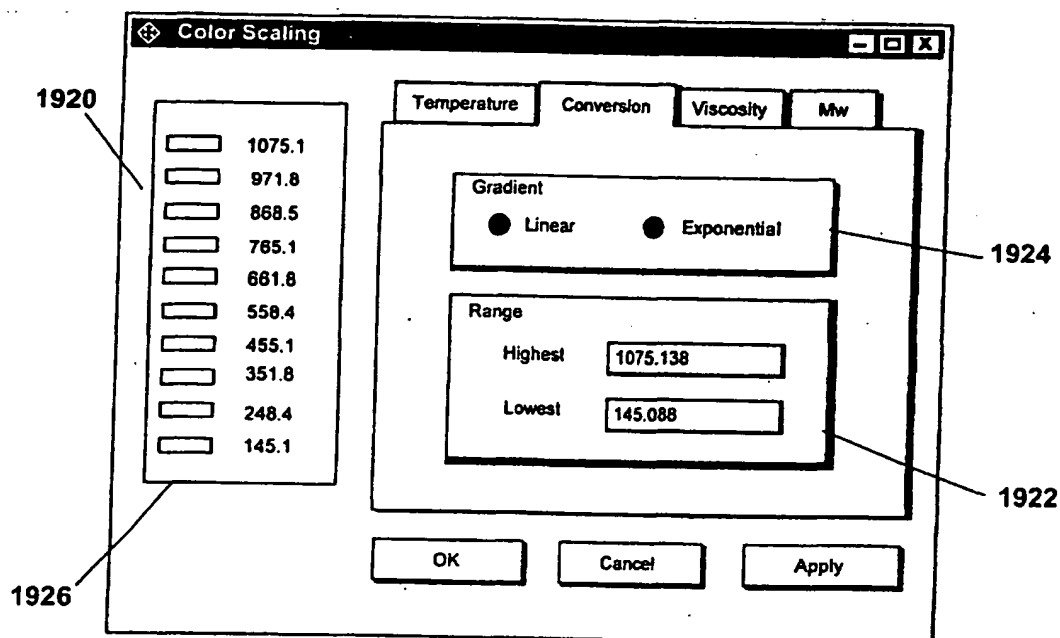 Color Scaling
1920
1075.1
971.8
868.5
765.1
661.8
558.4
455.1
351.8
248.4
145.1
1926
Temperature Conversion Viscosity Mw
Gradient
Linear Exponential
1924
Range
Highest 1075.138
Lowest 145.088
1922
OK Cancel Apply